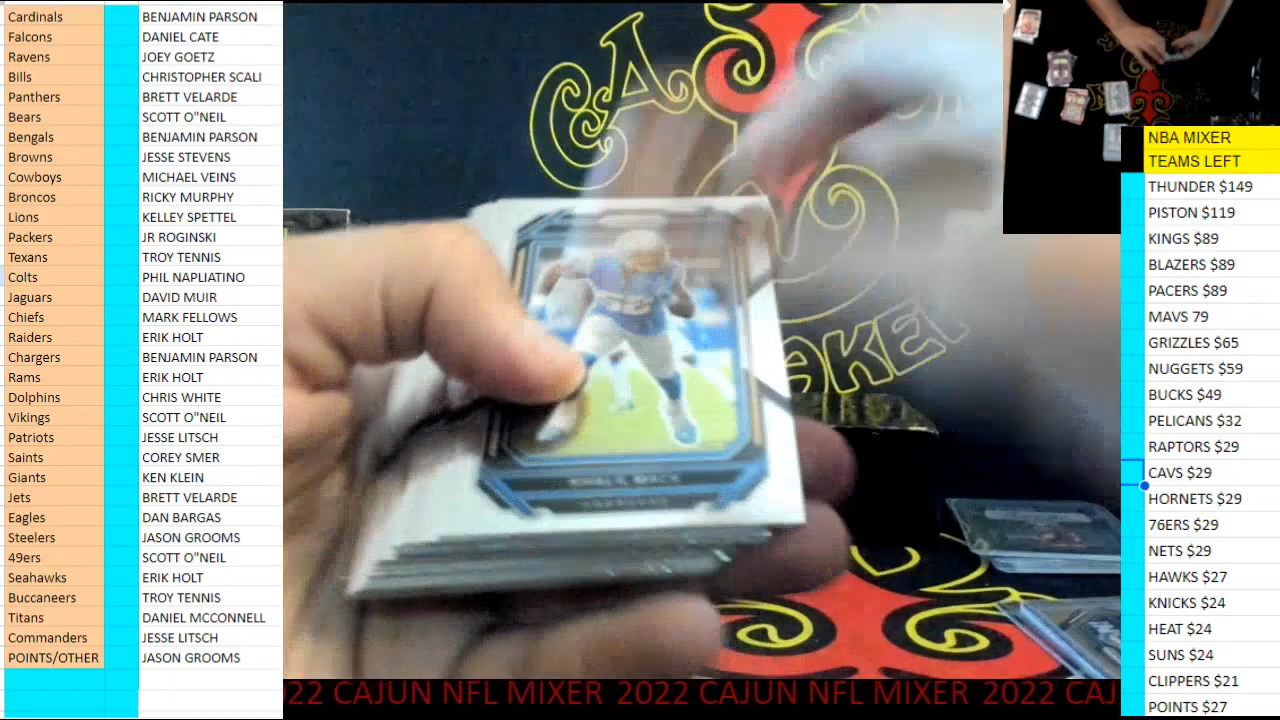 Cardinals BENJAMIN PARSON
Falcons DANIEL CATE
Ravens JOEY GOETZ
Bills CHRISTOPHER SCALI
Panthers BRETT VELARDE
Bears SCOTT O"NEIL
Bengals BENJAMIN PARSON
Browns JESSE STEVENS
Cowboys MICHAEL VEINS
Broncos RICKY MURPHY
Lions KELLEY SPETTEL
Packers JR ROGINSKI
Texans TROY TENNIS
Colts PHIL NAPLIATINO
Jaguars DAVID MUIR
Chiefs MARK FELLOWS
Raiders ERIK HOLT
Chargers BENJAMIN PARSON
Rams ERIK HOLT
Dolphins CHRIS WHITE
Vikings SCOTT O"NEIL
Patriots JESSE LITSCH
Saints COREY SMER
Giants KEN KLEIN
Jets BRETT VELARDE
Eagles DAN BARGAS
Steelers JASON GROOMS
49ers SCOTT O"NEIL
Seahawks ERIK HOLT
Buccaneers TROY TENNIS
Titans DANIEL MCCONNELL
Commanders JESSE LITSCH
POINTS/OTHER JASON GROOMS
CA
KHALIL MACK
NBA MIXER
TEAMS LEFT
THUNDER $149
PISTON $119
KINGS $89
BLAZERS $89
PACERS $89
MAVS 79
GRIZZLES $65
NUGGETS $59
BUCKS $49
PELICANS $32
RAPTORS $29
CAVS $29
HORNETS $29
76ERS $29
NETS $29
HAWKS $27
KNICKS $24
HEAT $24
SUNS $24
CLIPPERS $21
POINTS $27
22 CAJUN NFL MIXER 2022 CAJUN NFL MIXER 2022 CAJ